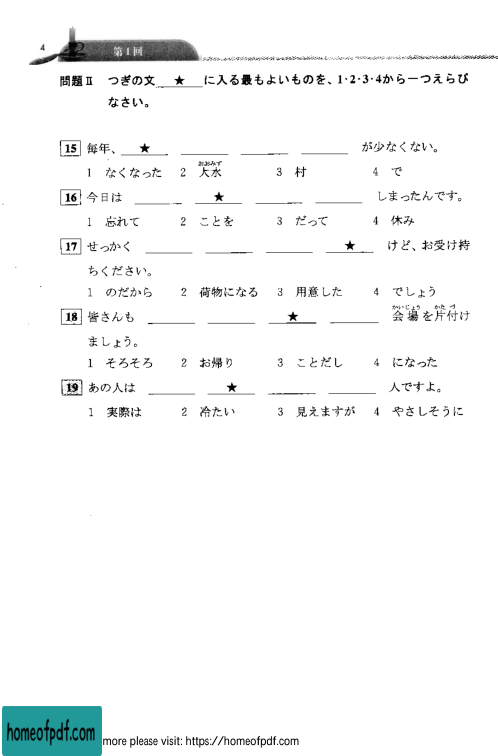 4
第1回
問題Ⅱ つぎの文 ★ に入る最もよいものを、1・2・3・4から一つえらび
なさい。
15 毎年、 ★ ___ ___ ___ が少なくない。
おおみず
1 なくなった 2 大水 3 村 4 で
16 今日は ___ ★ ___ ___ しまったんです。
1 忘れて 2 ことを 3 だって 4 休み
17 せっかく ___ ___ ___ ★ けど、お受け持
ちください。
1 のだから 2 荷物になる 3 用意した 4 でしょう
かいじょう かたづ
18 皆さんも ___ ___ ★ ___ 会場を片付け
ましょう。
1 そろそろ 2 お帰り 3 ことだし 4 になった
19 あの人は ___ ★ ___ ___ 人ですよ。
1 実際は 2 冷たい 3 見えますが 4 やさしそうに
homeofpdf.com
more please visit: https://homeofpdf.com